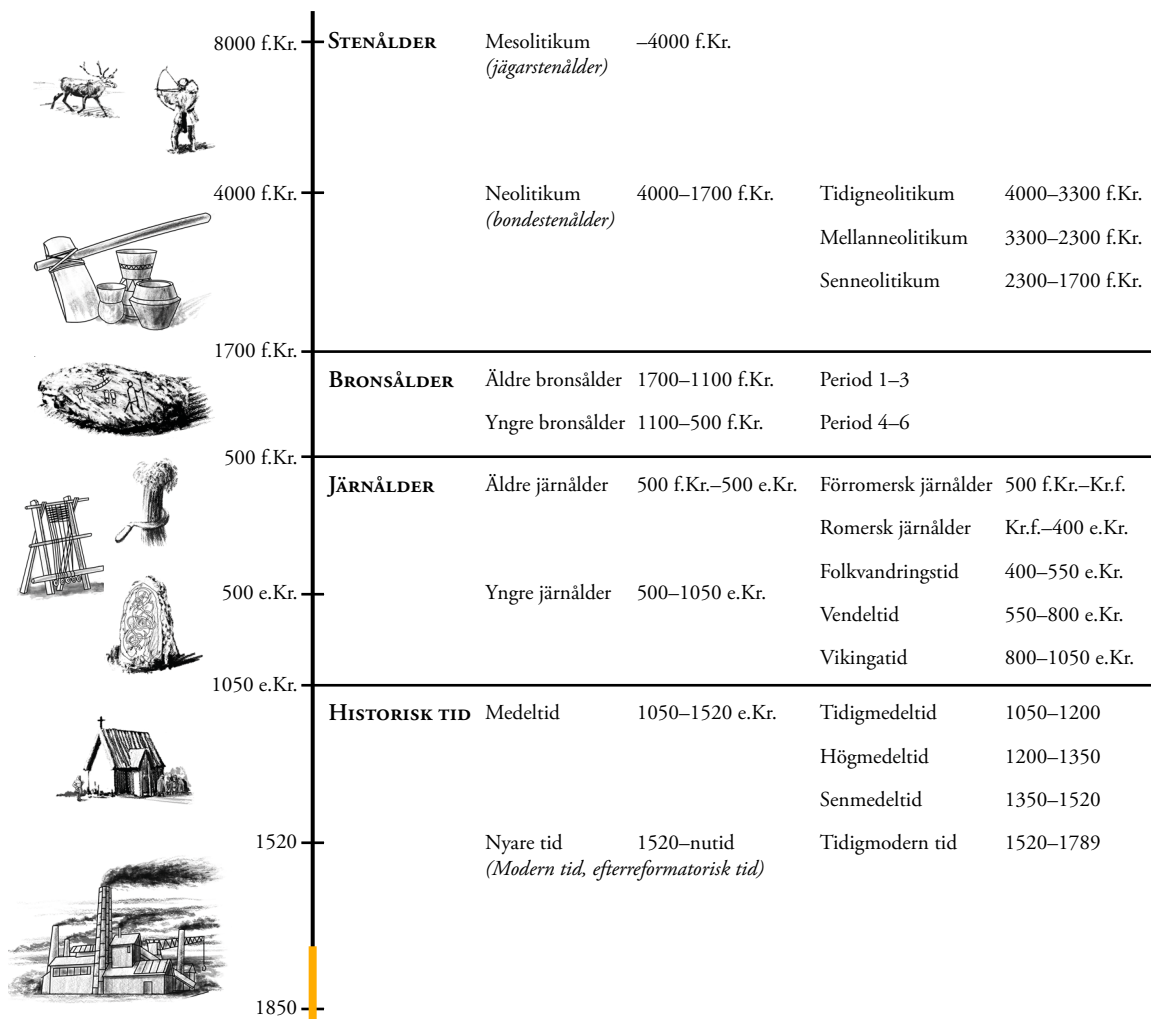 8000 f.Kr. STENÅLDER Mesolitikum –4000 f.Kr.
(jägarstenålder)
4000 f.Kr. Neolitikum 4000–1700 f.Kr. Tidigneolitikum 4000–3300 f.Kr.
(bondestenålder)
Mellanneolitikum 3300–2300 f.Kr.
Senneolitikum 2300–1700 f.Kr.
1700 f.Kr.
BRONSÅLDER Äldre bronsålder 1700–1100 f.Kr. Period 1–3
Yngre bronsålder 1100–500 f.Kr. Period 4–6
500 f.Kr.
JÄRNÅLDER Äldre järnålder 500 f.Kr.–500 e.Kr. Förromersk järnålder 500 f.Kr.–Kr.f.
Romersk järnålder Kr.f.–400 e.Kr.
Folkvandringstid 400–550 e.Kr.
500 e.Kr. Yngre järnålder 500–1050 e.Kr.
Vendeltid 550–800 e.Kr.
Vikingatid 800–1050 e.Kr.
1050 e.Kr.
HISTORISK TID Medeltid 1050–1520 e.Kr. Tidigmedeltid 1050–1200
Högmedeltid 1200–1350
Senmedeltid 1350–1520
1520 Nyare tid 1520–nutid Tidigmodern tid 1520–1789
(Modern tid, efterreformatorisk tid)
1850